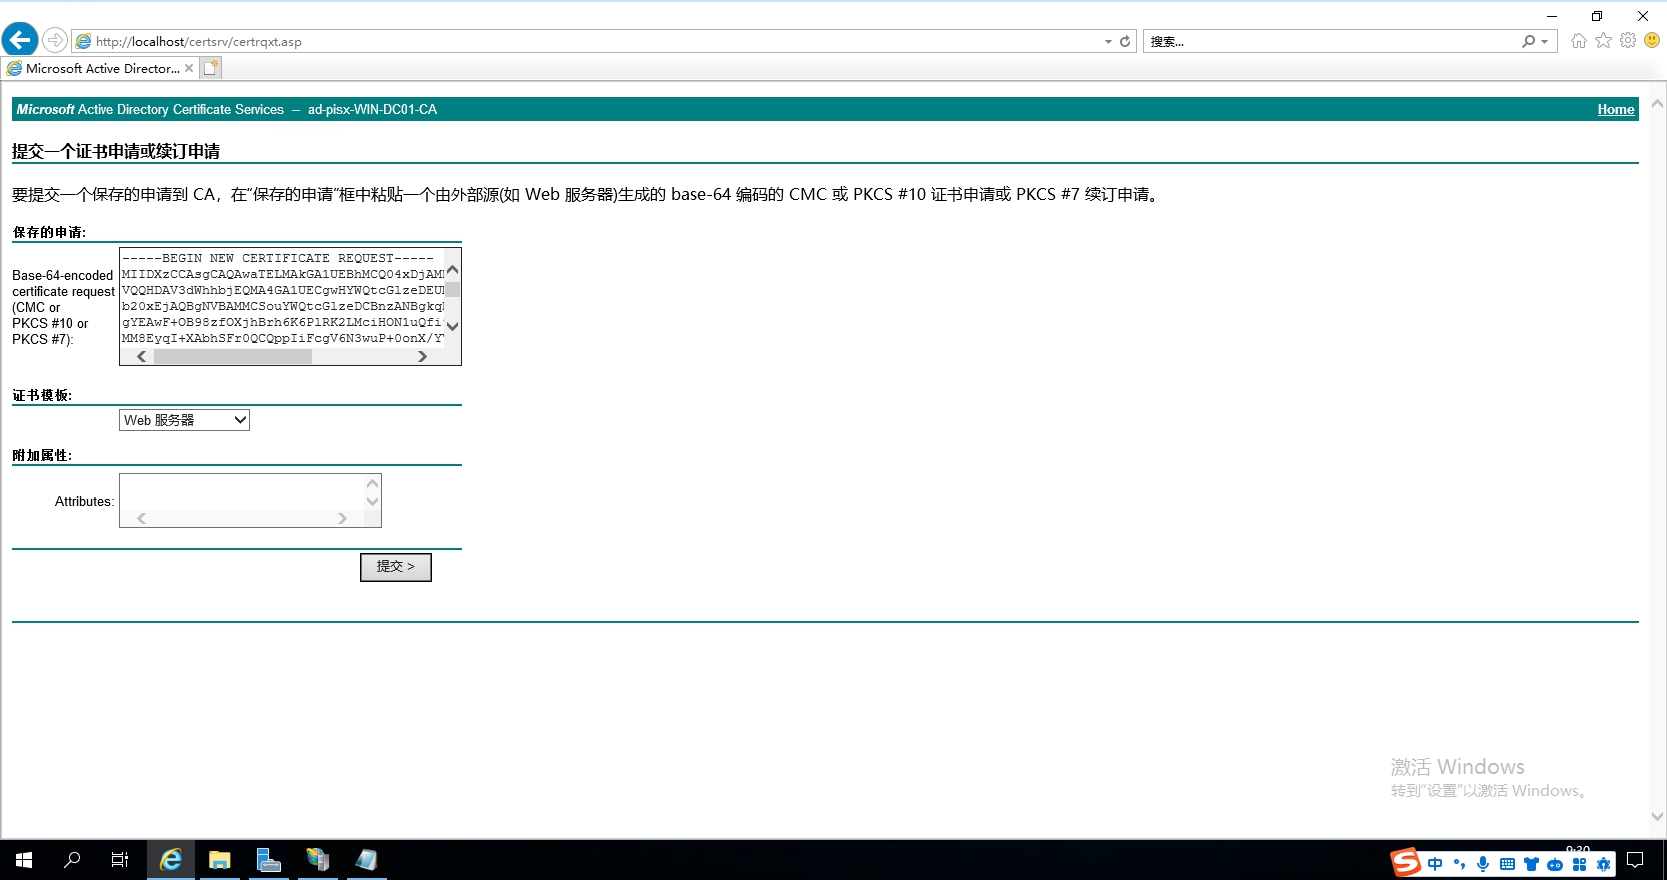 http://localhost/certsrv/certrqxt.asp
搜索...
Microsoft Active Director...
Microsoft Active Directory Certificate Services -- ad-pisx-WIN-DC01-CA
Home
提交一个证书申请或续订申请
要提交一个保存的申请到 CA，在“保存的申请”框中粘贴一个由外部源(如 Web 服务器)生成的 base-64 编码的 CMC 或 PKCS #10 证书申请或 PKCS #7 续订申请。
保存的申请:
Base-64-encoded
certificate request
(CMC or
PKCS #10 or
PKCS #7):
-----BEGIN NEW CERTIFICATE REQUEST-----
MIIDXzCCAsgCAQAwaTELMAkGA1UEBhMCQ04xDjAM
VQQHDAV3dWhhbjEQMA4GA1UECgwHYWQtcGlzeDEU
b20xEjAQBgNVBAMMCSouYWQtcGlzeDCBnzANBgkq
gYEAwF+OB98zfOXjhBrh6K6PlRK2LMciHON1uQfi
MM8EyqI+XAbhSFr0QCQppIiFcgV6N3wuP+0onX/Y
证书模板:
Web 服务器
附加属性:
Attributes:
提交 >
激活 Windows
转到“设置”以激活 Windows。
中